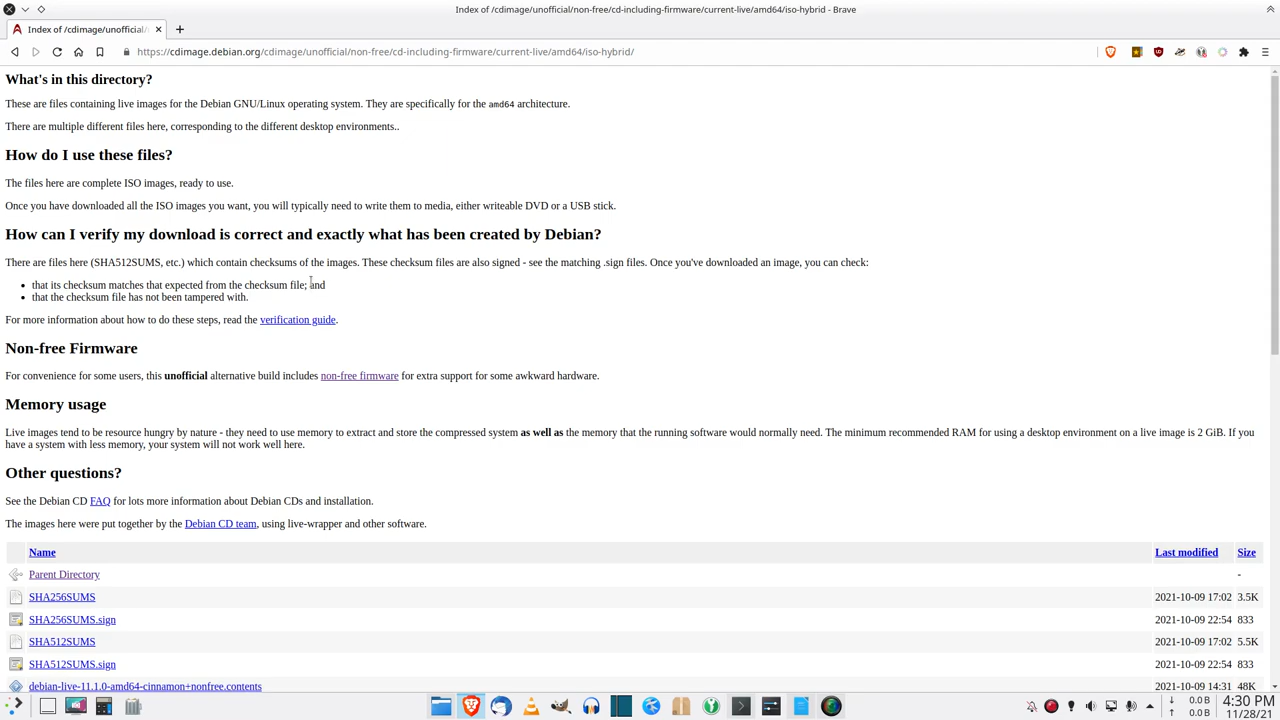 Index of /cdimage/unofficial/non-free/cd-including-firmware/current-live/amd64/iso-hybrid - Brave
Index of /cdimage/unofficial/
https://cdimage.debian.org/cdimage/unofficial/non-free/cd-including-firmware/current-live/amd64/iso-hybrid/
What's in this directory?
These are files containing live images for the Debian GNU/Linux operating system. They are specifically for the amd64 architecture.
There are multiple different files here, corresponding to the different desktop environments..
How do I use these files?
The files here are complete ISO images, ready to use.
Once you have downloaded all the ISO images you want, you will typically need to write them to media, either writeable DVD or a USB stick.
How can I verify my download is correct and exactly what has been created by Debian?
There are files here (SHA512SUMS, etc.) which contain checksums of the images. These checksum files are also signed - see the matching .sign files. Once you've downloaded an image, you can check:
• that its checksum matches that expected from the checksum file; and
• that the checksum file has not been tampered with.
For more information about how to do these steps, read the verification guide.
Non-free Firmware
For convenience for some users, this unofficial alternative build includes non-free firmware for extra support for some awkward hardware.
Memory usage
Live images tend to be resource hungry by nature - they need to use memory to extract and store the compressed system as well as the memory that the running software would normally need. The minimum recommended RAM for using a desktop environment on a live image is 2 GiB. If you
have a system with less memory, your system will not work well here.
Other questions?
See the Debian CD FAQ for lots more information about Debian CDs and installation.
The images here were put together by the Debian CD team, using live-wrapper and other software.
Name Last modified Size
Parent Directory -
SHA256SUMS 2021-10-09 17:02 3.5K
SHA256SUMS.sign 2021-10-09 22:54 833
SHA512SUMS 2021-10-09 17:02 5.5K
SHA512SUMS.sign 2021-10-09 22:54 833
debian-live-11.1.0-amd64-cinnamon+nonfree.contents 2021-10-09 14:31 48K
↓ 0.0 B
↑ 0.0 B
4:30 PM
11/28/21